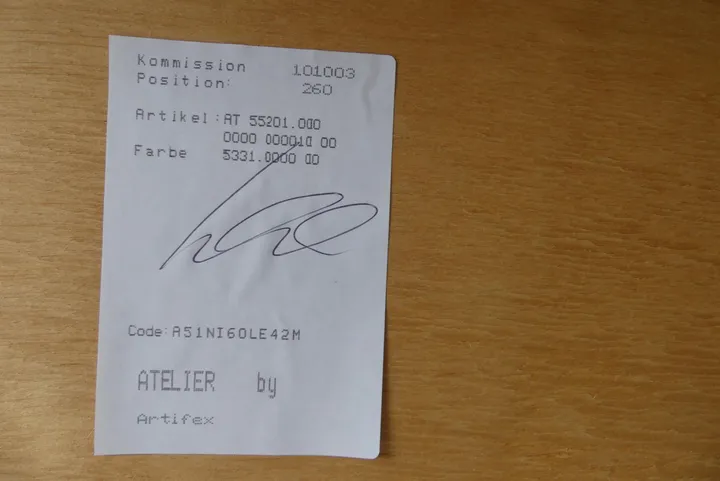 Kommission 101003
Position: 260
Artikel: AT 55201.000
0000 000010 00
Farbe 5331.0000 00
Code: A51NI60LE42M
ATELIER by
Artifex